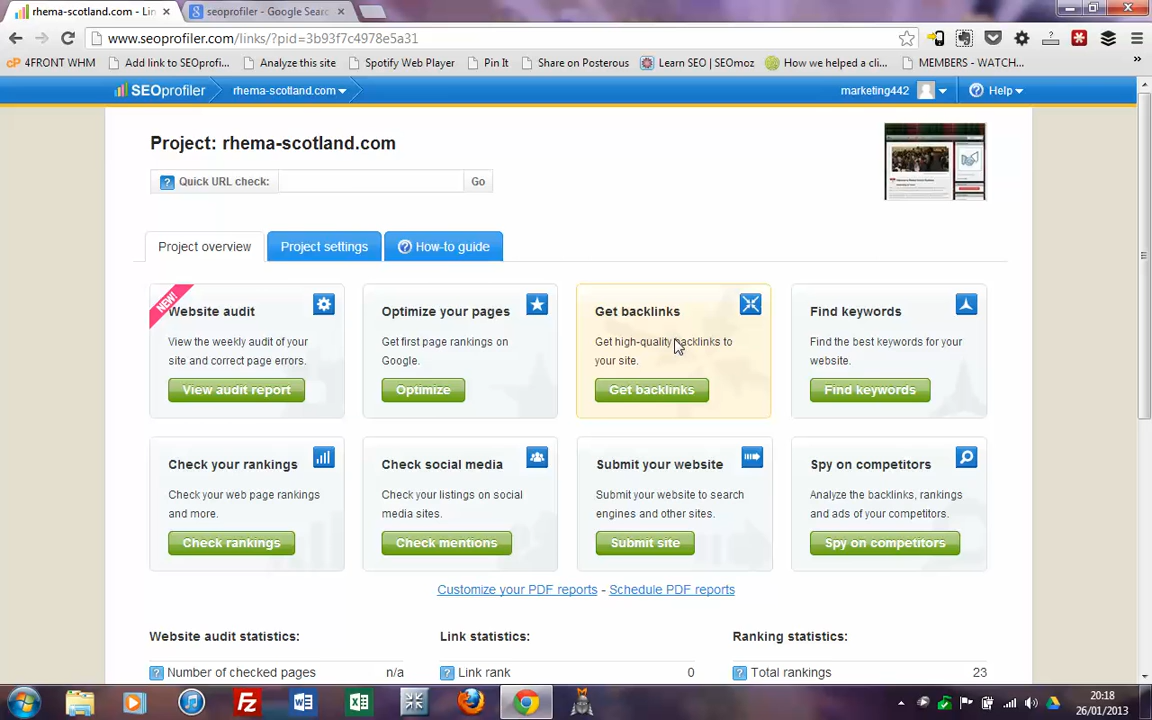 rhema-scotland.com - Lin
seoprofiler - Google Searc
www.seoprofiler.com/links/?pid=3b93f7c4978e5a31
4FRONT WHM
Add link to SEOprofi...
Analyze this site
Spotify Web Player
Pin It
Share on Posterous
Learn SEO | SEOmoz
How we helped a cli...
MEMBERS - WATCH...
SEOprofiler
rhema-scotland.com
marketing442
Help
Project: rhema-scotland.com
Quick URL check:
Go
Project overview
Project settings
How-to guide
NEW!
Website audit
View the weekly audit of your
site and correct page errors.
View audit report
Optimize your pages
Get first page rankings on
Google.
Optimize
Get backlinks
Get high-quality backlinks to
your site.
Get backlinks
Find keywords
Find the best keywords for your
website.
Find keywords
Check your rankings
Check your web page rankings
and more.
Check rankings
Check social media
Check your listings on social
media sites.
Check mentions
Submit your website
Submit your website to search
engines and other sites.
Submit site
Spy on competitors
Analyze the backlinks, rankings
and ads of your competitors.
Spy on competitors
Customize your PDF reports - Schedule PDF reports
Website audit statistics:
Number of checked pages n/a
Link statistics:
Link rank 0
Ranking statistics:
Total rankings 23
20:18
26/01/2013